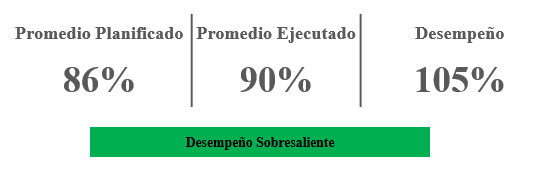 Promedio Planificado Promedio Ejecutado Desempeño
86% 90% 105%
Desempeño Sobresaliente